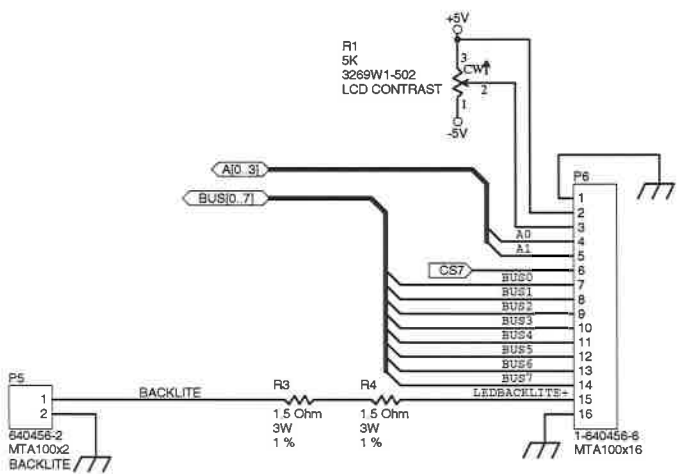 +5V
R1
5K
3269W1-502
LCD CONTRAST
3
CW
2
1
-5V
A[0..3]
BUS[0..7]
P6
1
2
3
A0 4
A1 5
CS7 6
BUS0 7
BUS1 8
BUS2 9
BUS3 10
BUS4 11
BUS5 12
BUS6 13
BUS7 14
LEDBACKLITE+ 15
16
1-640456-6
MTA100x16
P5
1
2
BACKLITE
R3
1.5 Ohm
3W
1 %
R4
1.5 Ohm
3W
1 %
640456-2
MTA100x2
BACKLITE